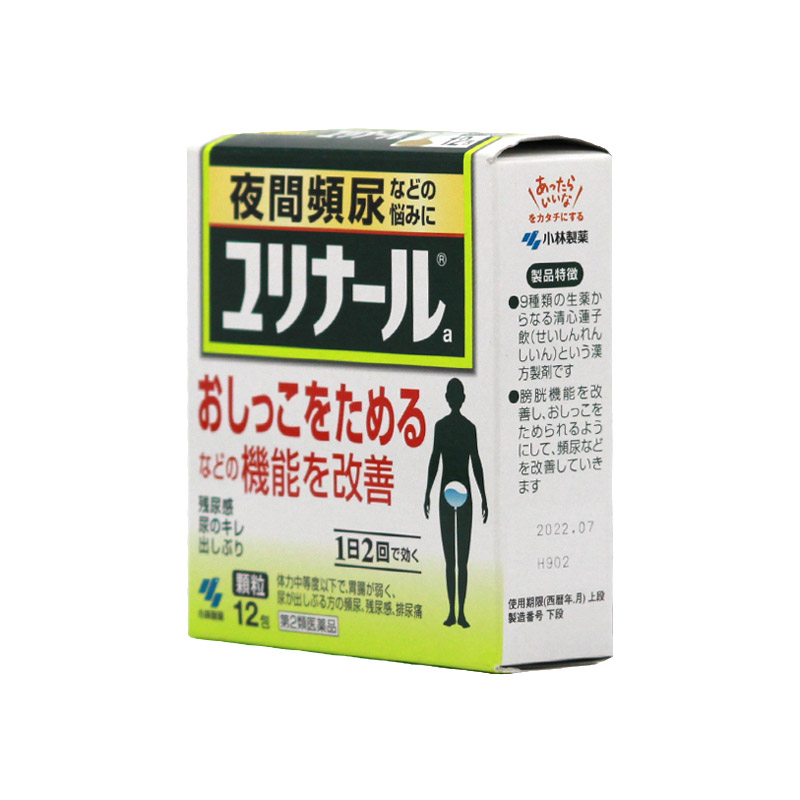 夜間頻尿などの
悩みに
ユリナール®a
おしっこをためる
などの機能を改善
残尿感
尿のキレ
出しぶり
1日2回で効く
顆粒
12包
体力中等度以下で、胃腸が弱く、
尿が出しぶる方の頻尿、残尿感、排尿痛
第2類医薬品
小林製薬
あったら
いいな
をカタチにする
小林製薬
製品特徴
●9種類の生薬か
らなる清心蓮子
飲(せいしんれん
しいん)という漢
方製剤です
●膀胱機能を改
善し、おしっこを
ためられるよう
にして、頻尿など
を改善していき
ます
2022.07
H902
使用期限(西暦年.月)上段
製造番号 下段